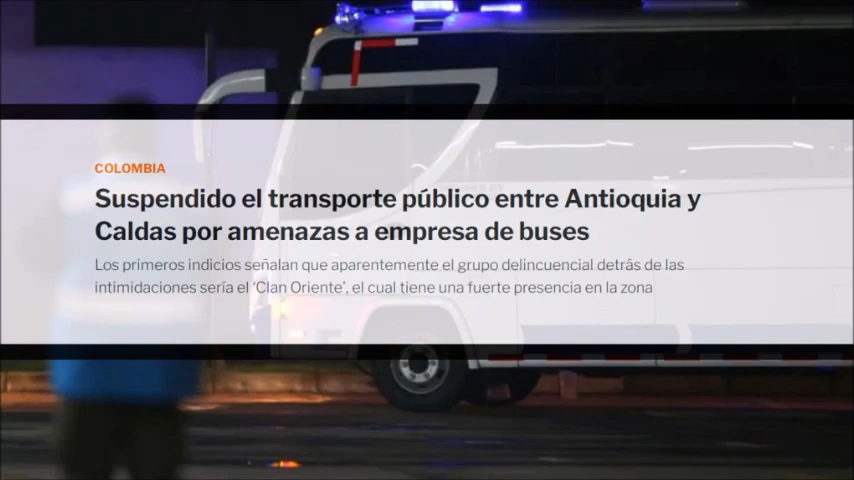 COLOMBIA
Suspendido el transporte público entre Antioquia y
Caldas por amenazas a empresa de buses
Los primeros indicios señalan que aparentemente el grupo delincuencial detrás de las
intimidaciones sería el ‘Clan Oriente’, el cual tiene una fuerte presencia en la zona